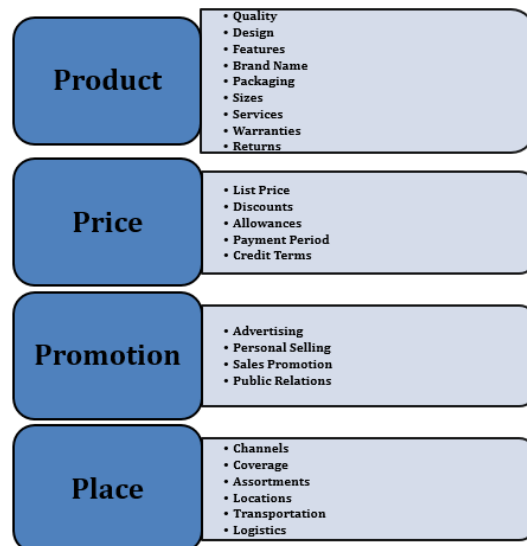 Product
• Quality
• Design
• Features
• Brand Name
• Packaging
• Sizes
• Services
• Warranties
• Returns
Price
• List Price
• Discounts
• Allowances
• Payment Period
• Credit Terms
Promotion
• Advertising
• Personal Selling
• Sales Promotion
• Public Relations
Place
• Channels
• Coverage
• Assortments
• Locations
• Transportation
• Logistics